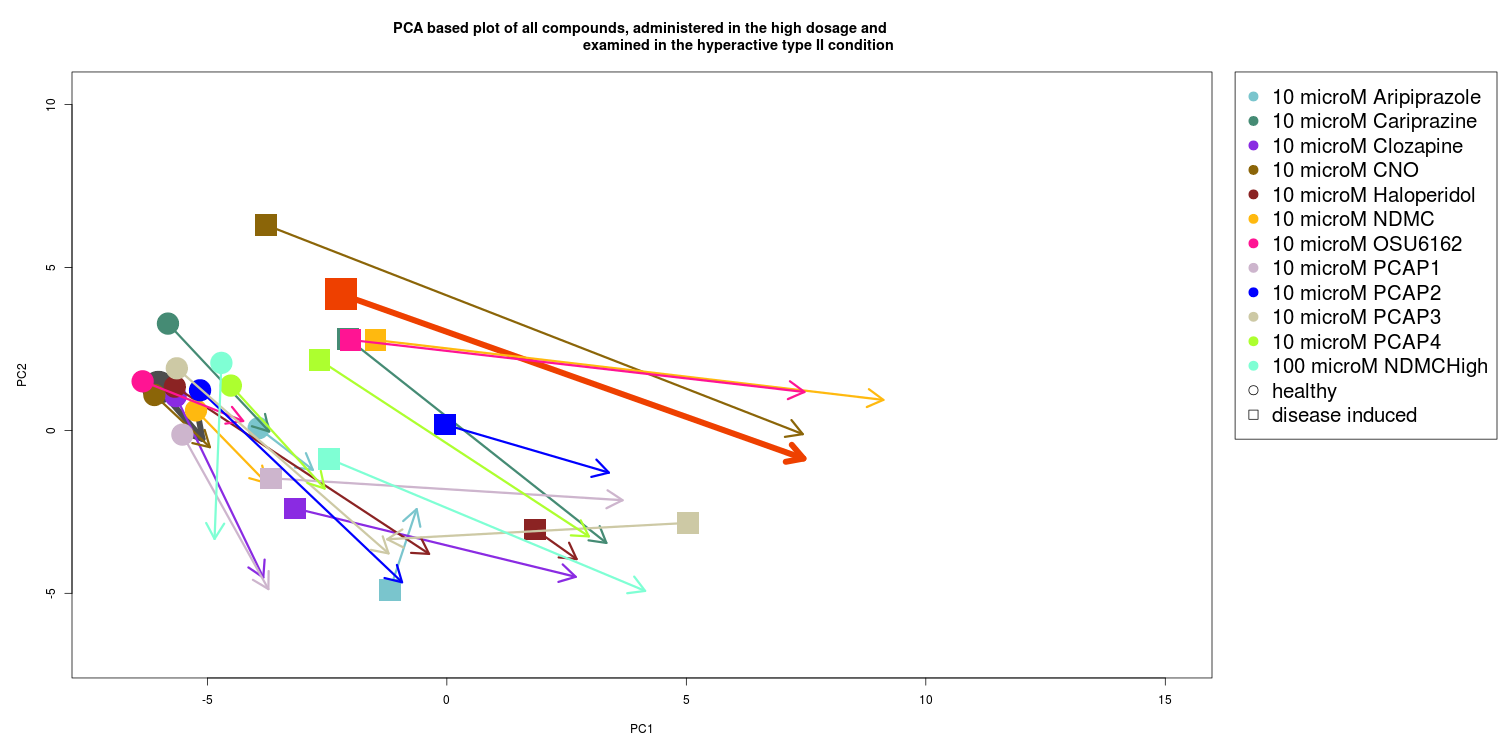 PCA based plot of all compounds, administered in the high dosage and
examined in the hyperactive type II condition
10
5
0
-5
PC2
-5
0
5
10
15
PC1
10 microM Aripiprazole
10 microM Cariprazine
10 microM Clozapine
10 microM CNO
10 microM Haloperidol
10 microM NDMC
10 microM OSU6162
10 microM PCAP1
10 microM PCAP2
10 microM PCAP3
10 microM PCAP4
100 microM NDMCHigh
healthy
disease induced